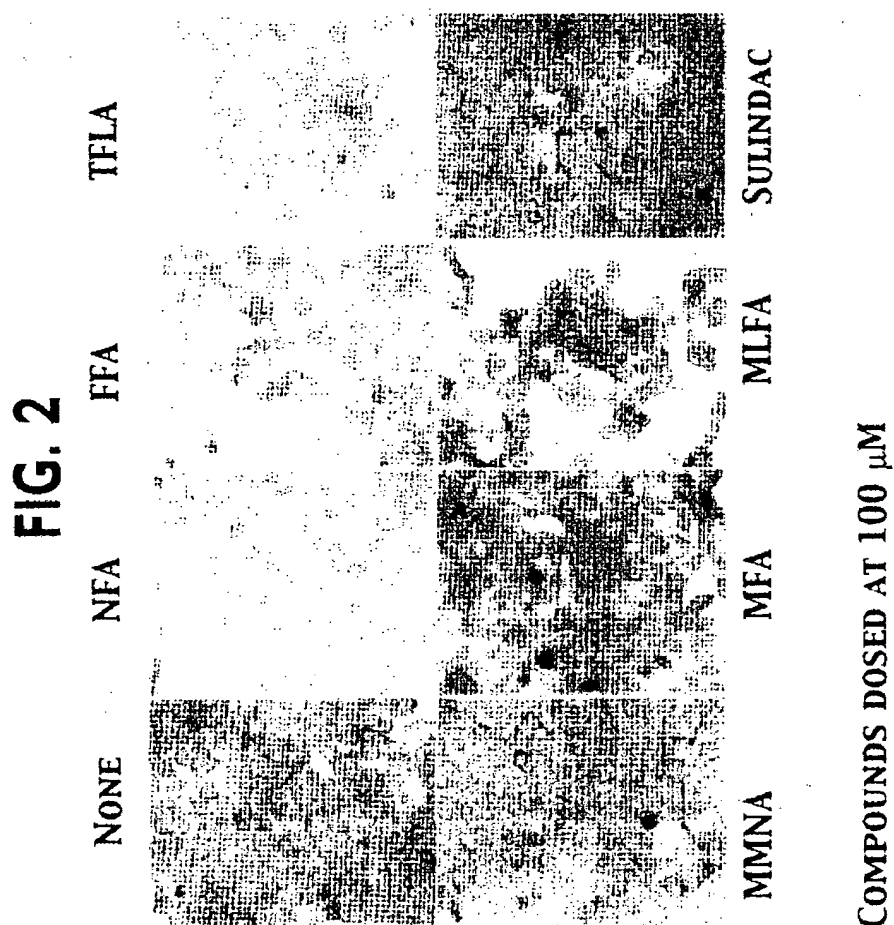 FIG. 2
NONE NFA FFA TFLA
MMNA MFA MLFA SULINDAC
COMPOUNDS DOSED AT 100 μM